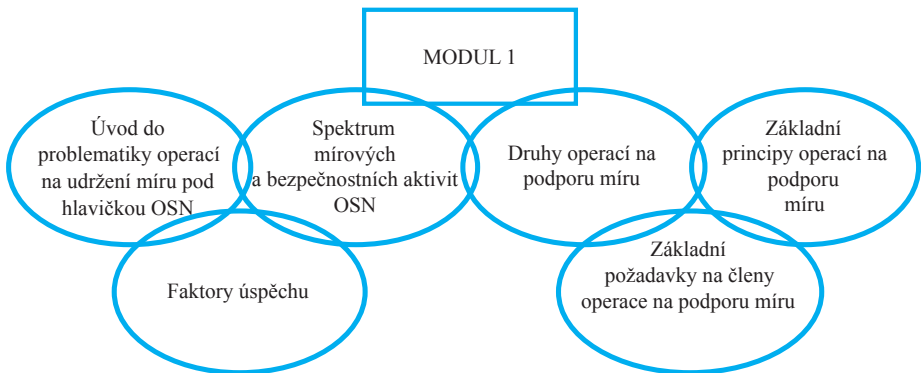 MODUL 1
Úvod do
problematiky operací
na udržení míru pod
hlavičkou OSN
Spektrum
mírových
a bezpečnostních aktivit
OSN
Druhy operací na
podporu míru
Základní
principy operací na
podporu
míru
Faktory úspěchu
Základní
požadavky na členy
operace na podporu míru